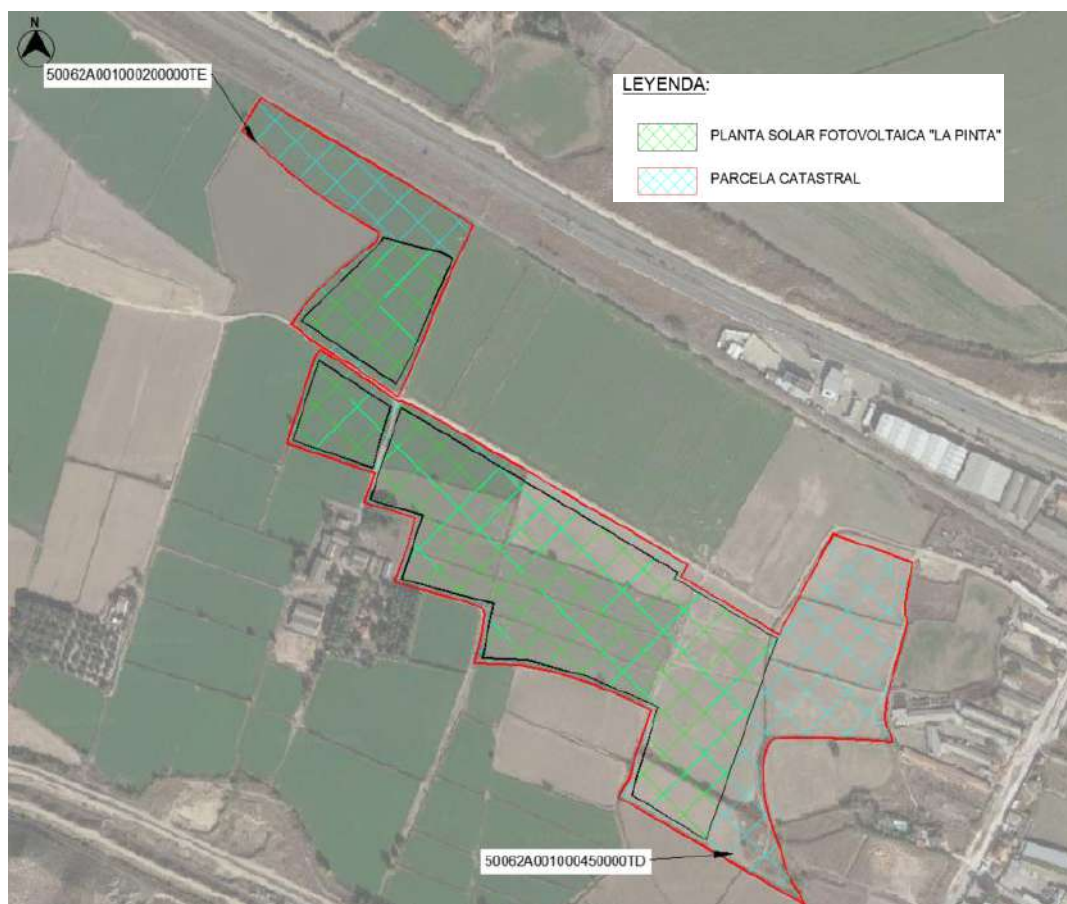 N
50062A001000200000TE
LEYENDA:
PLANTA SOLAR FOTOVOLTAICA "LA PINTA"
PARCELA CATASTRAL
50062A001000450000TD